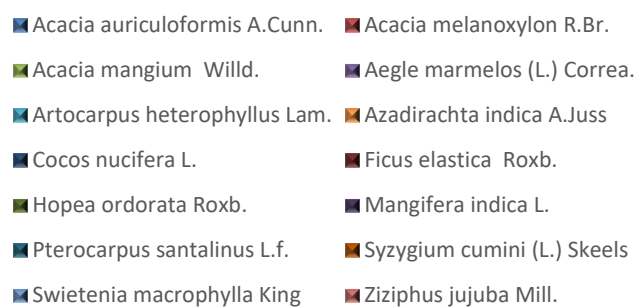 Acacia auriculoformis A.Cunn. Acacia melanoxylon R.Br.
Acacia mangium Willd. Aegle marmelos (L.) Correa.
Artocarpus heterophyllus Lam. Azadirachta indica A.Juss
Cocos nucifera L. Ficus elastica Roxb.
Hopea ordorata Roxb. Mangifera indica L.
Pterocarpus santalinus L.f. Syzygium cumini (L.) Skeels
Swietenia macrophylla King Ziziphus jujuba Mill.